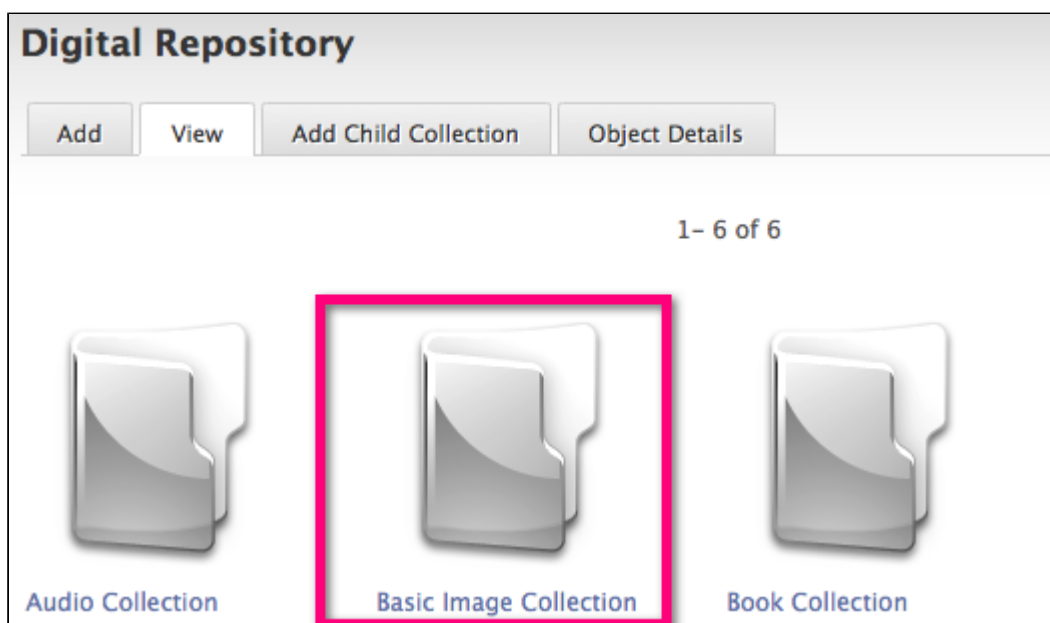 Digital Repository
Add View Add Child Collection Object Details
1– 6 of 6
Audio Collection Basic Image Collection Book Collection